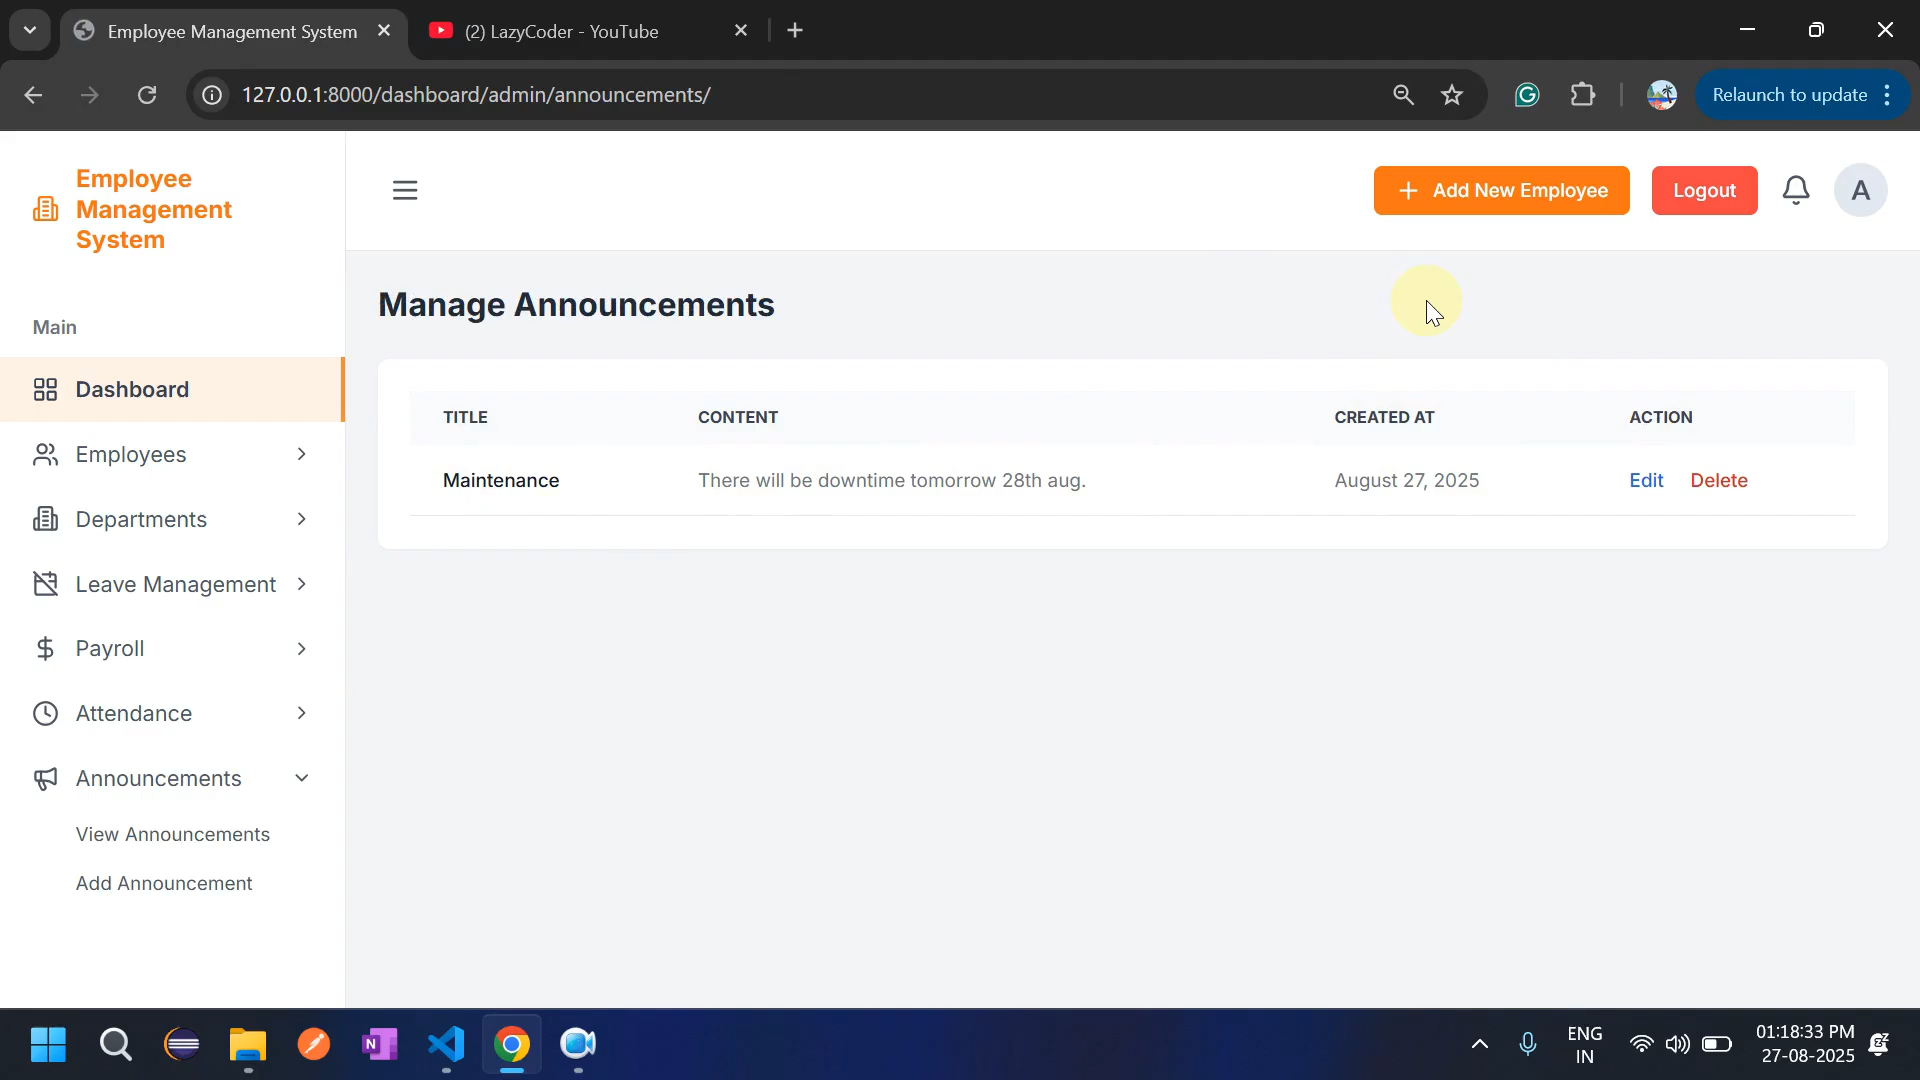 Employee Management System
(2) LazyCoder - YouTube
127.0.0.1:8000/dashboard/admin/announcements/
Relaunch to update
Employee
Management
System
Add New Employee
Logout
A
Main
Dashboard
Employees
Departments
Leave Management
Payroll
Attendance
Announcements
View Announcements
Add Announcement
Manage Announcements
TITLE CONTENT CREATED AT ACTION
Maintenance There will be downtime tomorrow 28th aug. August 27, 2025 Edit Delete
N
ENG
IN
01:18:33 PM
27-08-2025